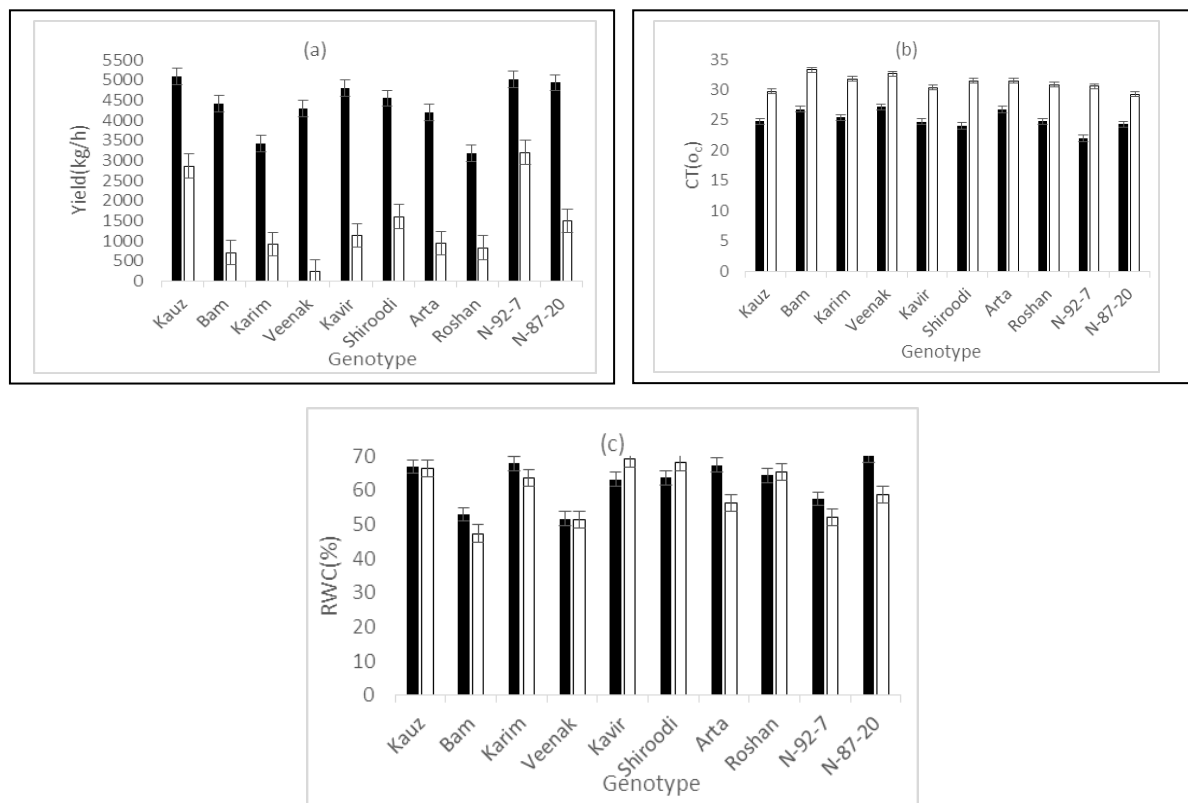 (a)
Yield(kg/h)
5500
5000
4500
4000
3500
3000
2500
2000
1500
1000
500
0
Kauz
Bam
Karim
Veenak
Kavir
Shiroodi
Arta
Roshan
N-92-7
N-87-20
Genotype
(b)
CT(oC)
35
30
25
20
15
10
5
0
Kauz
Bam
Karim
Veenak
Kavir
Shiroodi
Arta
Roshan
N-92-7
N-87-20
Genotype
(c)
RWC(%)
70
60
50
40
30
20
10
0
Kauz
Bam
Karim
Veenak
Kavir
Shiroodi
Arta
Roshan
N-92-7
N-87-20
Genotype